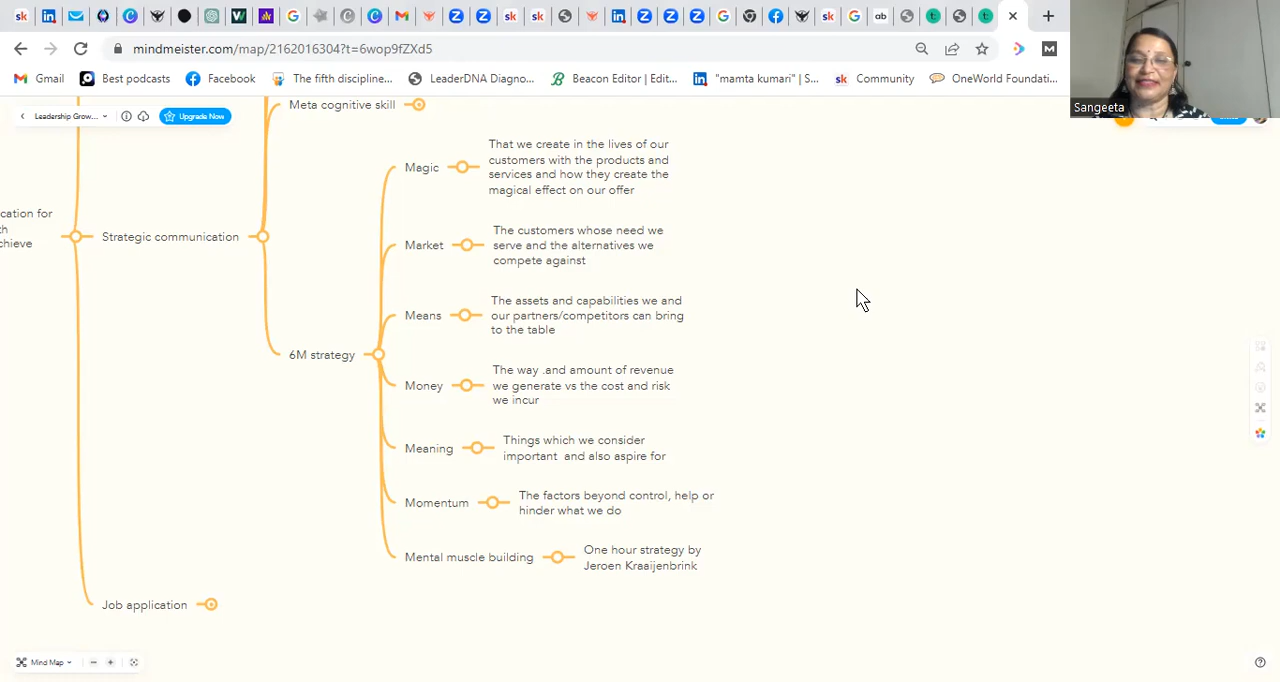 mindmeister.com/map/2162016304?t=6wop9fZXd5
Gmail
Best podcasts
Facebook
The fifth discipline...
LeaderDNA Diagno...
Beacon Editor | Edit...
"mamta kumari" | S...
Community
OneWorld Foundati...
Sangeeta
Leadership Grow...
Upgrade Now
Meta cognitive skill
cation for
chieve
Strategic communication
6M strategy
Magic
That we create in the lives of our
customers with the products and
services and how they create the
magical effect on our offer
Market
The customers whose need we
serve and the alternatives we
compete against
Means
The assets and capabilities we and
our partners/competitors can bring
to the table
Money
The way .and amount of revenue
we generate vs the cost and risk
we incur
Meaning
Things which we consider
important and also aspire for
Momentum
The factors beyond control, help or
hinder what we do
Mental muscle building
One hour strategy by
Jeroen Kraaijenbrink
Job application
Mind Map